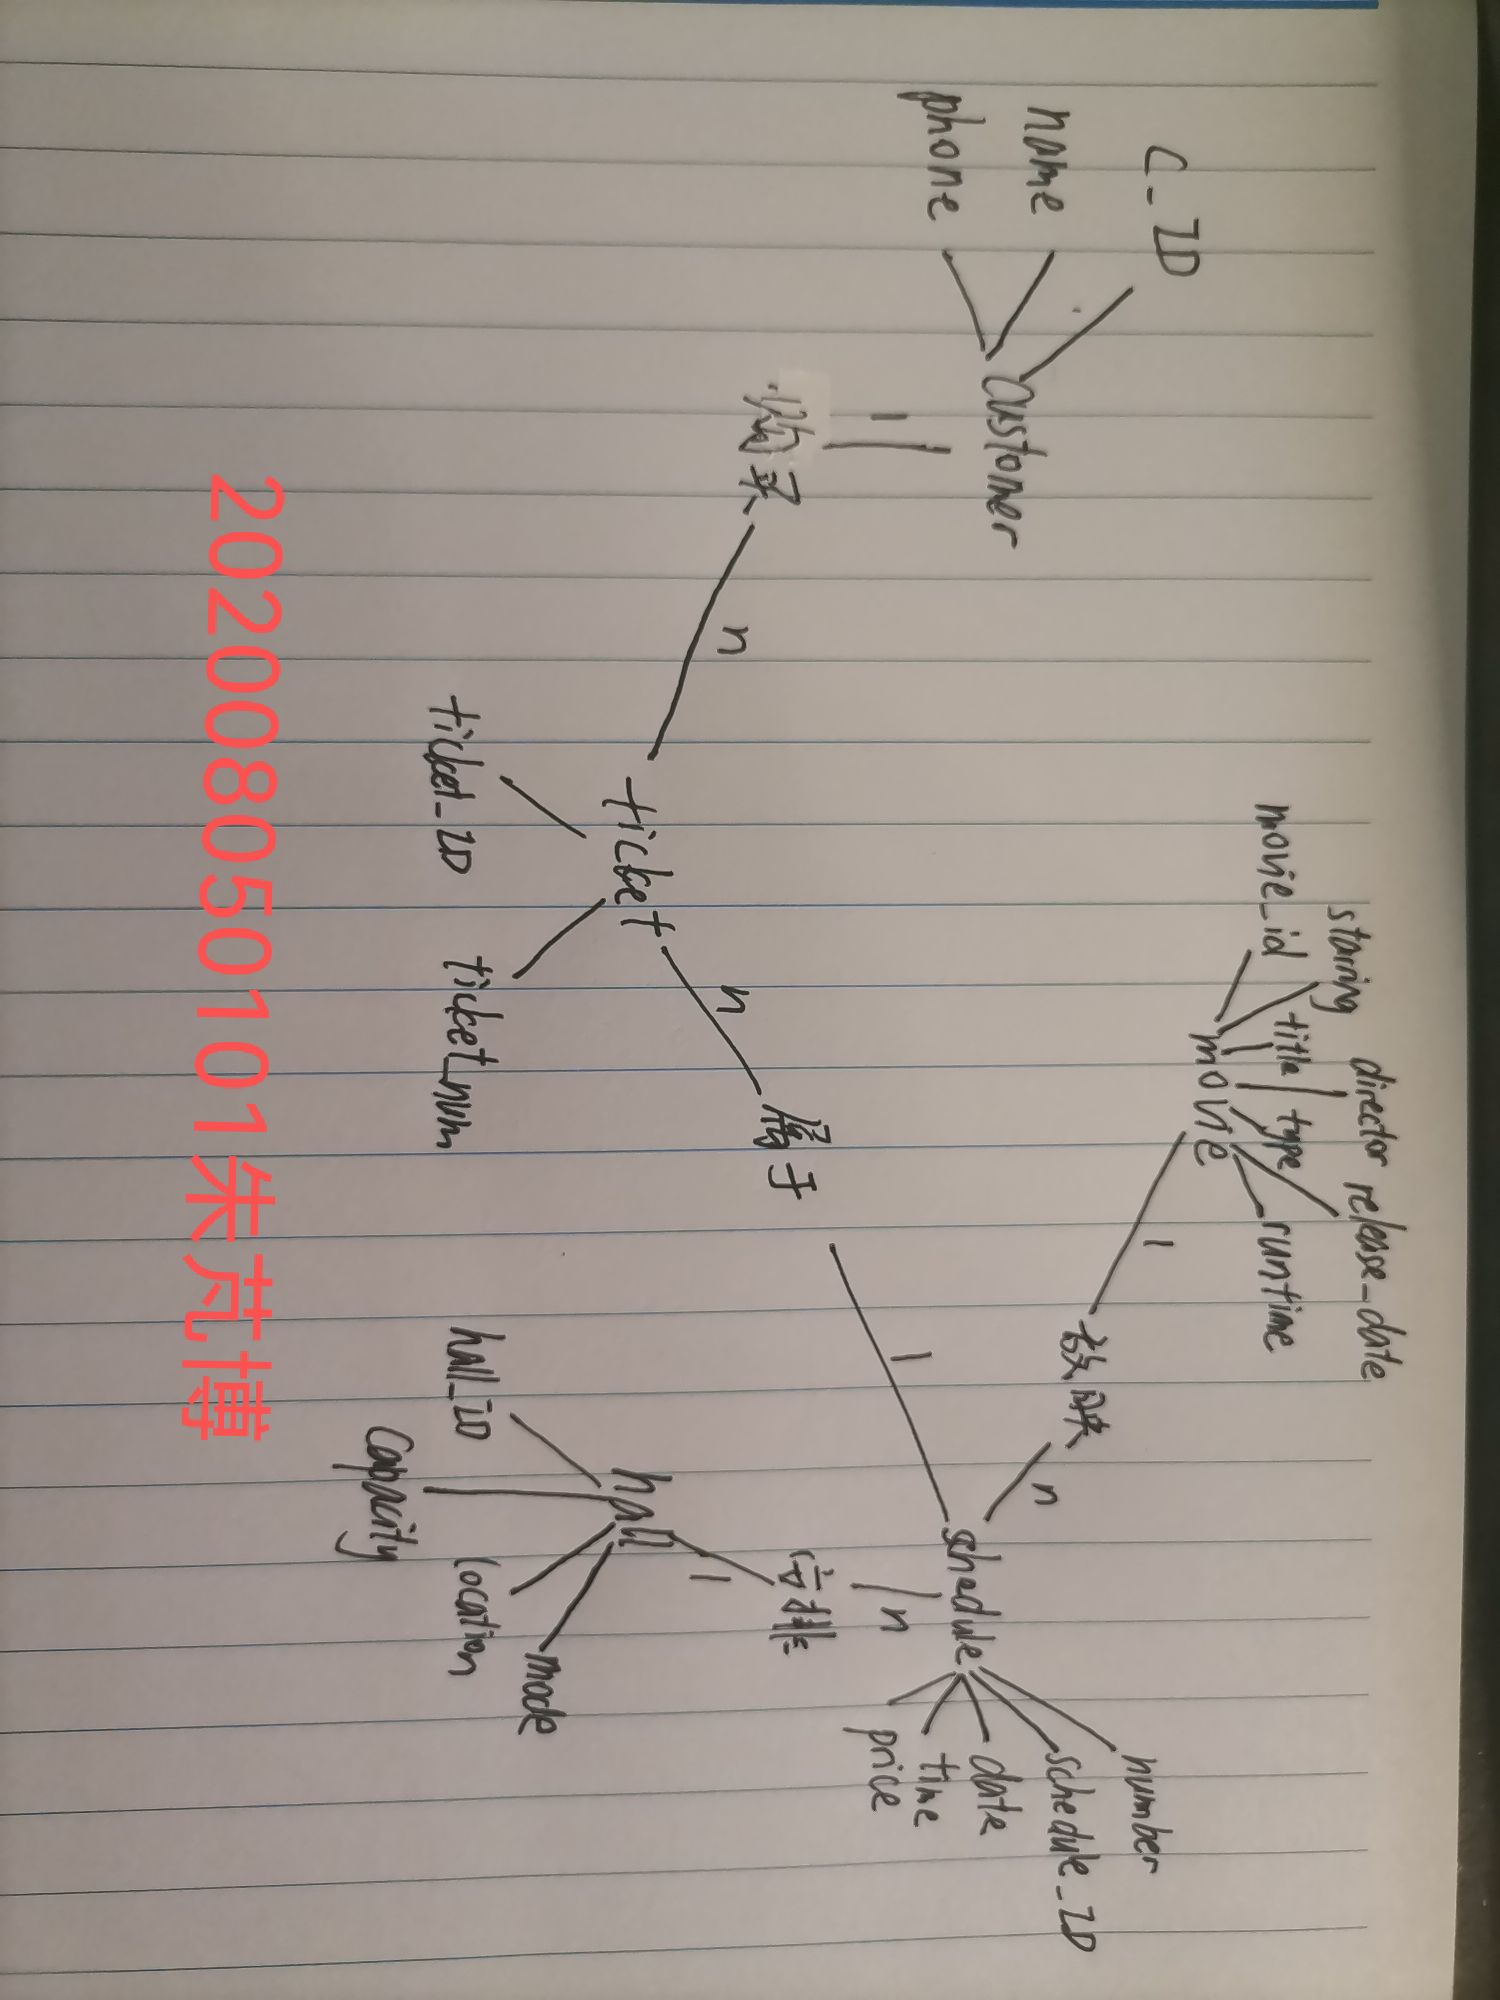 director release_date
starring
movie_id title type runtime
movie
C_ID
1
number
name
放映
schedule_ID
n
customer
date
schedule
phone
time
1
1
n
price
属于
安排
购买
n
n
1
ticket
hall
mode
ticket_ID ticket_num
hall_ID location
capacity
202008050101朱芃博